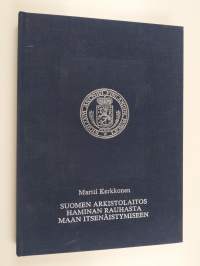 Martti Kerkkonen
SUOMEN ARKISTOLAITOS
HAMINAN RAUHASTA
MAAN ITSENÄISTYMISEEN